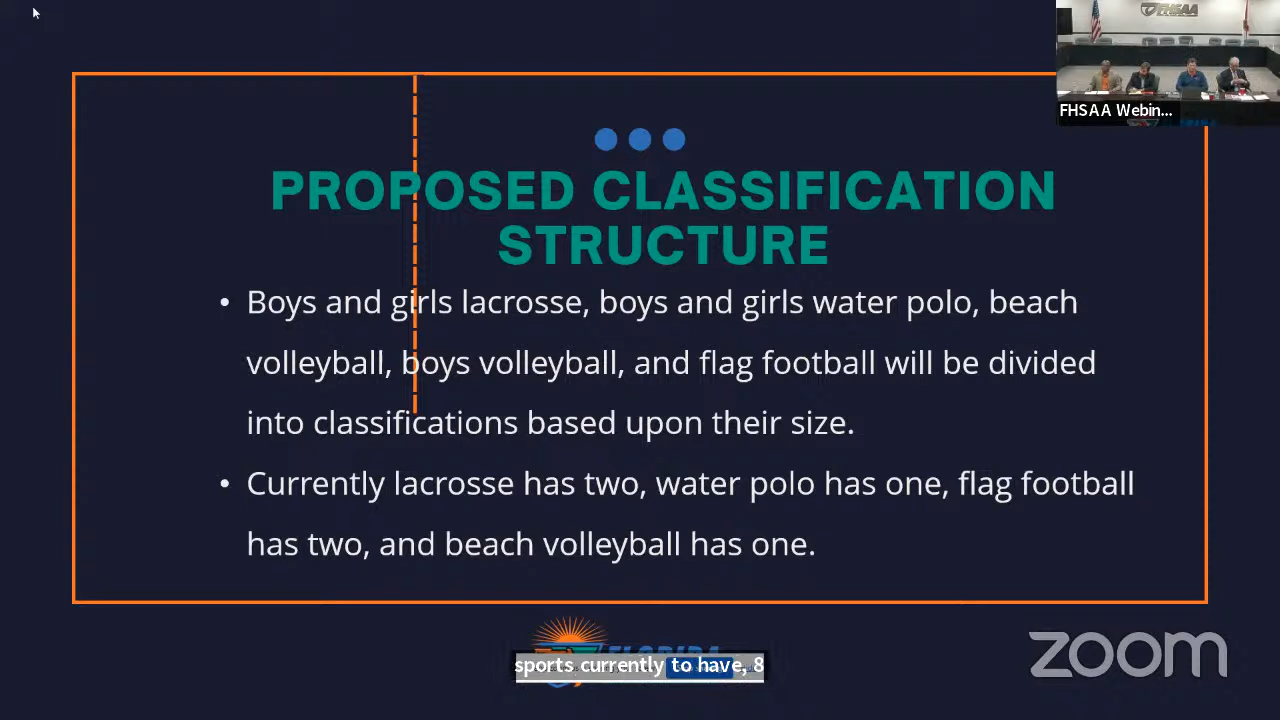 FHSAA
FHSAA Webin...
PROPOSED CLASSIFICATION
STRUCTURE
• Boys and girls lacrosse, boys and girls water polo, beach
volleyball, boys volleyball, and flag football will be divided
into classifications based upon their size.
• Currently lacrosse has two, water polo has one, flag football
has two, and beach volleyball has one.
FLORIDA
sports currently to have, 8
zoom